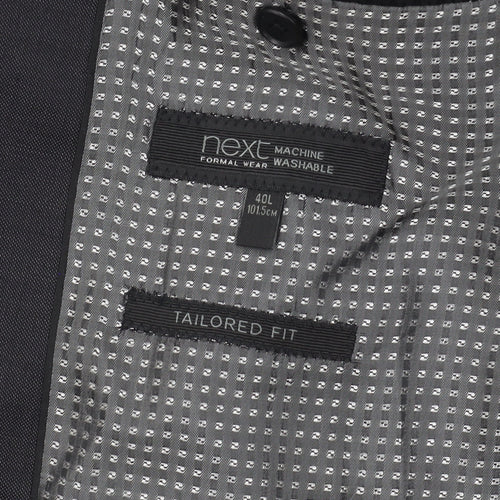 next MACHINE
FORMAL WEAR WASHABLE
40L
101.5CM
TAILORED FIT